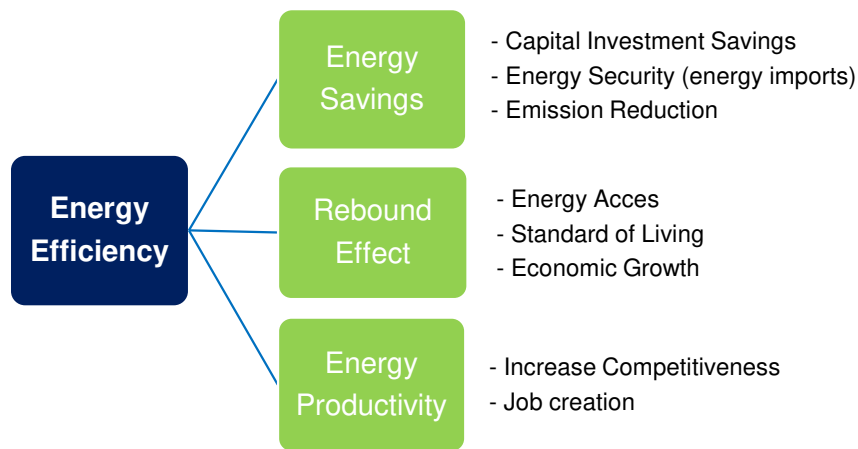 Energy
Efficiency
Energy
Savings
- Capital Investment Savings
- Energy Security (energy imports)
- Emission Reduction
Rebound
Effect
- Energy Acces
- Standard of Living
- Economic Growth
Energy
Productivity
- Increase Competitiveness
- Job creation